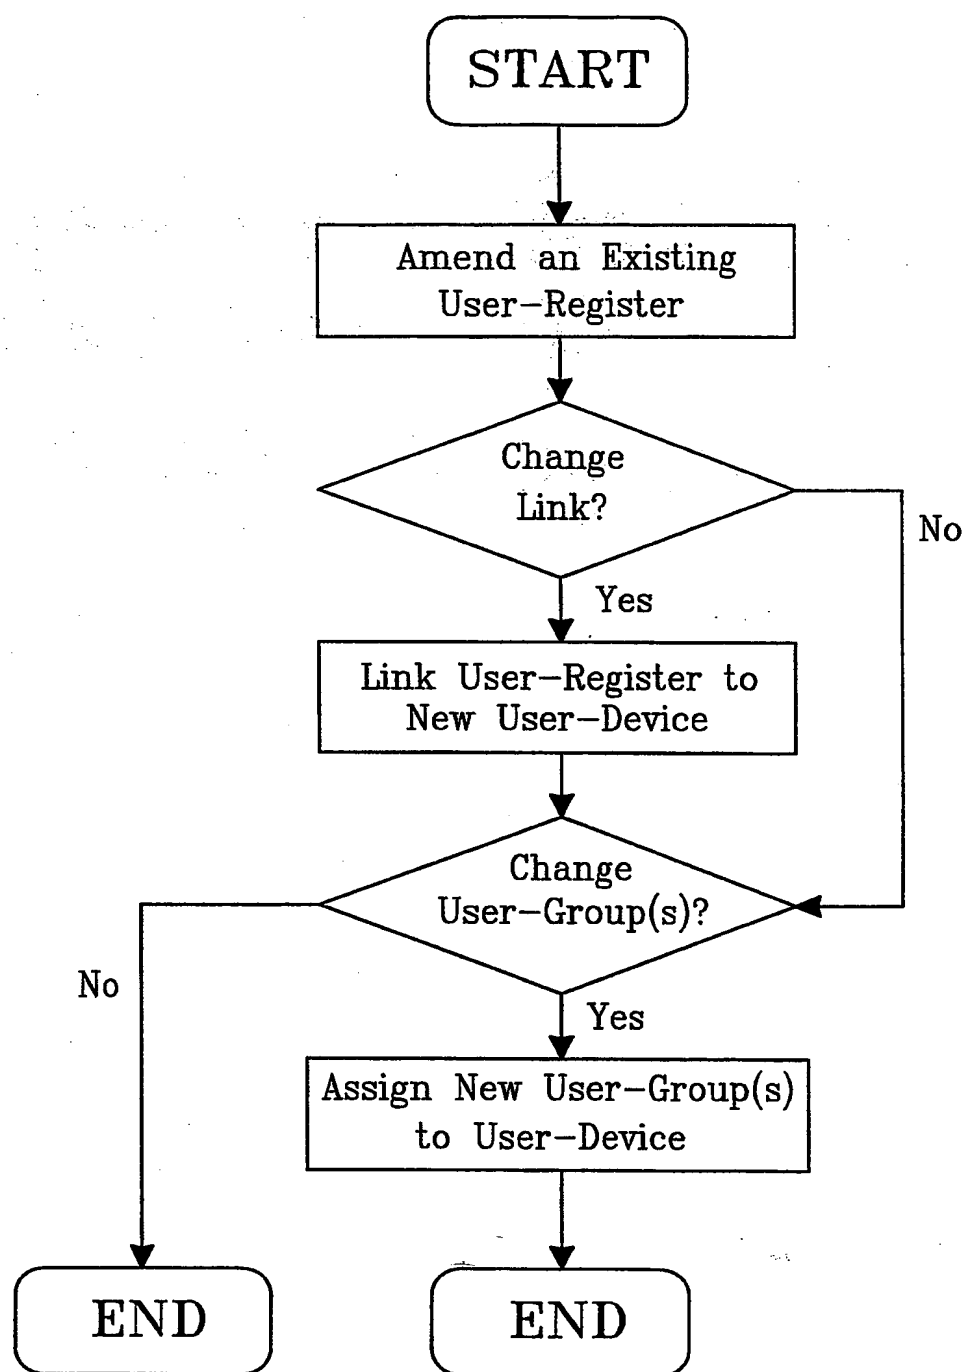 START
Amend an Existing
User-Register
Change
Link?
No
Yes
Link User-Register to
New User-Device
Change
User-Group(s)?
No
Yes
Assign New User-Group(s)
to User-Device
END
END